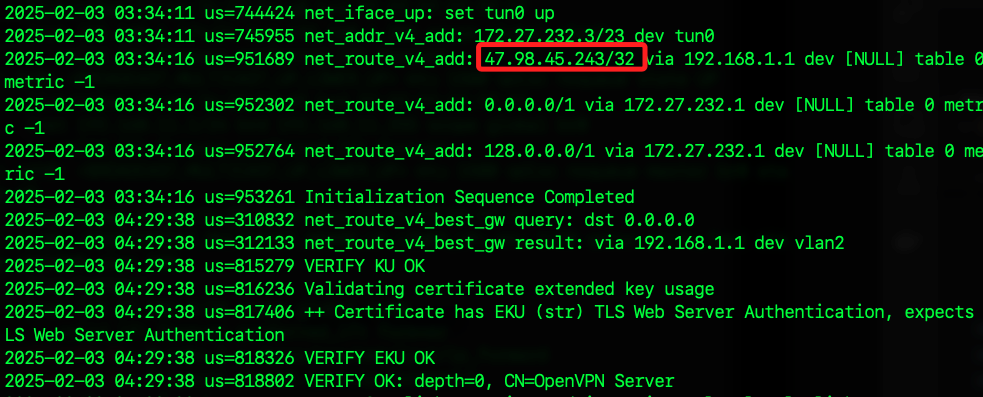 2025-02-03 03:34:11 us=744424 net_iface_up: set tun0 up
2025-02-03 03:34:11 us=745955 net_addr_v4_add: 172.27.232.3/23 dev tun0
2025-02-03 03:34:16 us=951689 net_route_v4_add: 47.98.45.243/32 via 192.168.1.1 dev [NULL] table 0
metric -1
2025-02-03 03:34:16 us=952302 net_route_v4_add: 0.0.0.0/1 via 172.27.232.1 dev [NULL] table 0 metr
c -1
2025-02-03 03:34:16 us=952764 net_route_v4_add: 128.0.0.0/1 via 172.27.232.1 dev [NULL] table 0 me
ric -1
2025-02-03 03:34:16 us=953261 Initialization Sequence Completed
2025-02-03 04:29:38 us=310832 net_route_v4_best_gw query: dst 0.0.0.0
2025-02-03 04:29:38 us=312133 net_route_v4_best_gw result: via 192.168.1.1 dev vlan2
2025-02-03 04:29:38 us=815279 VERIFY KU OK
2025-02-03 04:29:38 us=816236 Validating certificate extended key usage
2025-02-03 04:29:38 us=817406 ++ Certificate has EKU (str) TLS Web Server Authentication, expects
LS Web Server Authentication
2025-02-03 04:29:38 us=818326 VERIFY EKU OK
2025-02-03 04:29:38 us=818802 VERIFY OK: depth=0, CN=OpenVPN Server